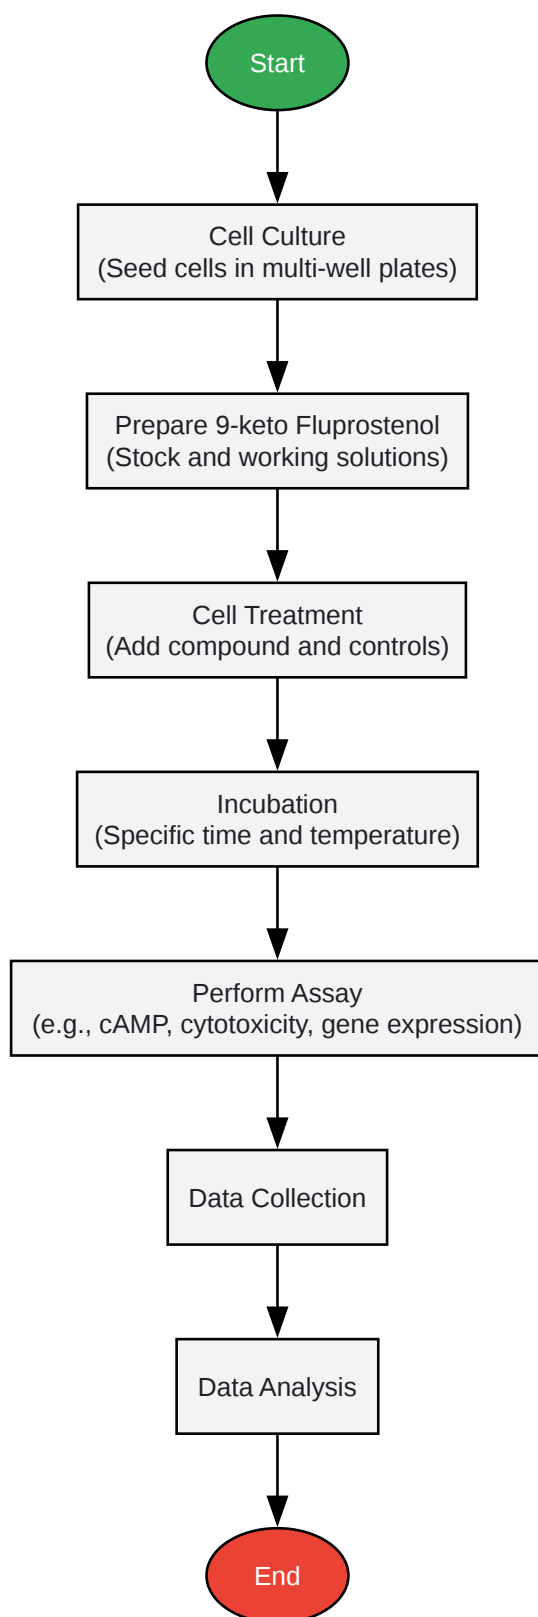 Start
Cell Culture
(Seed cells in multi-well plates)
Prepare 9-keto Fluprostenol
(Stock and working solutions)
Cell Treatment
(Add compound and controls)
Incubation
(Specific time and temperature)
Perform Assay
(e.g., cAMP, cytotoxicity, gene expression)
Data Collection
Data Analysis
End